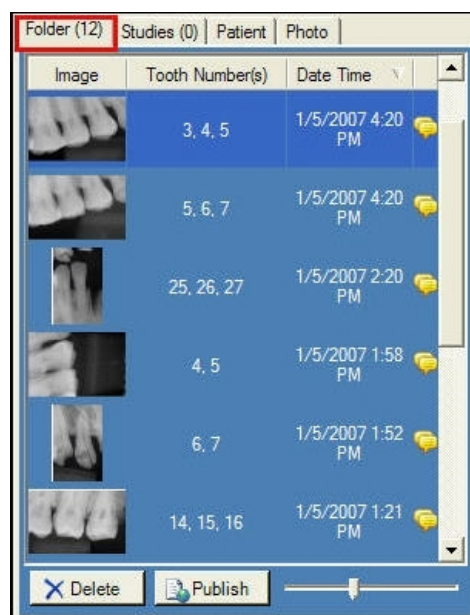 Folder (12) Studies (0) Patient Photo
Image Tooth Number(s) Date Time
3, 4, 5 1/5/2007 4:20
PM
5, 6, 7 1/5/2007 4:20
PM
25, 26, 27 1/5/2007 2:20
PM
4, 5 1/5/2007 1:58
PM
6, 7 1/5/2007 1:52
PM
14, 15, 16 1/5/2007 1:21
PM
Delete Publish